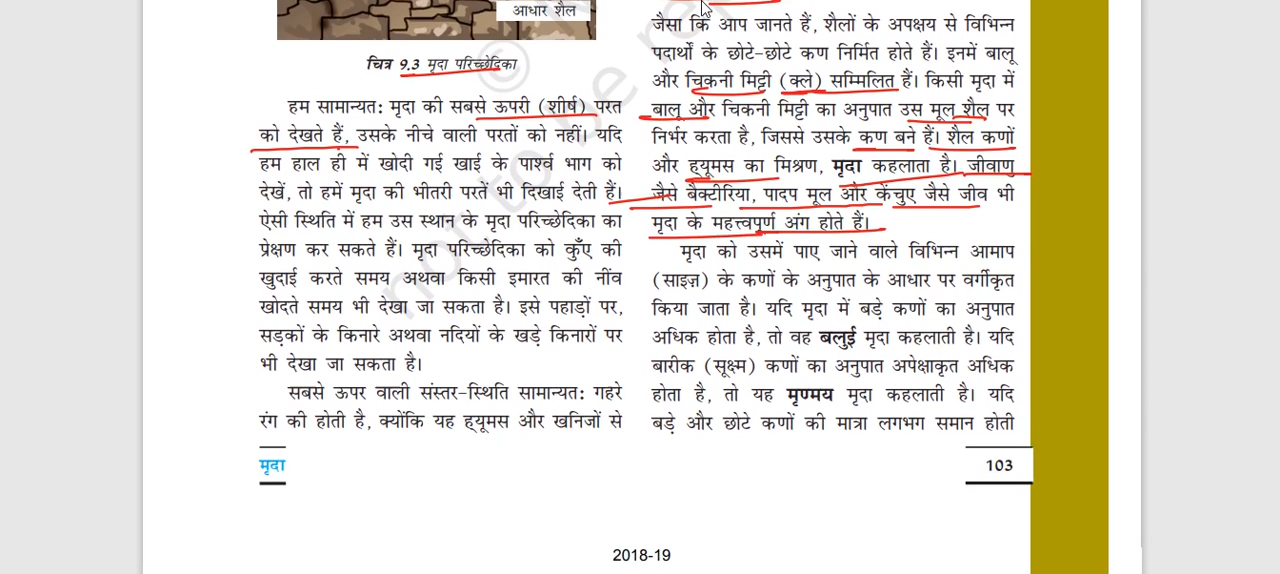 आधार शैल
चित्र 9.3 मृदा परिच्छेदिका
हम सामान्यत: मृदा की सबसे ऊपरी (शीर्ष) परत
को देखते हैं, उसके नीचे वाली परतों को नहीं। यदि
हम हाल ही में खोदी गई खाई के पार्श्व भाग को
देखें, तो हमें मृदा की भीतरी परतें भी दिखाई देती हैं।
ऐसी स्थिति में हम उस स्थान के मृदा परिच्छेदिका का
प्रेक्षण कर सकते हैं। मृदा परिच्छेदिका को कुएँ की
खुदाई करते समय अथवा किसी इमारत की नींव
खोदते समय भी देखा जा सकता है। इसे पहाड़ों पर,
सड़कों के किनारे अथवा नदियों के खड़े किनारों पर
भी देखा जा सकता है।
सबसे ऊपर वाली संस्तर-स्थिति सामान्यत: गहरे
रंग की होती है, क्योंकि यह ह्यूमस और खनिजों से
जैसा कि आप जानते हैं, शैलों के अपक्षय से विभिन्न
पदार्थों के छोटे-छोटे कण निर्मित होते हैं। इनमें बालू
और चिकनी मिट्टी (क्ले) सम्मिलित हैं। किसी मृदा में
बालू और चिकनी मिट्टी का अनुपात उस मूल शैल पर
निर्भर करता है, जिससे उसके कण बने हैं। शैल कणों
और ह्यूमस का मिश्रण, मृदा कहलाता है। जीवाणु
जैसे बैक्टीरिया, पादप मूल और केंचुए जैसे जीव भी
मृदा के महत्त्वपूर्ण अंग होते हैं।
मृदा को उसमें पाए जाने वाले विभिन्न आमाप
(साइज़) के कणों के अनुपात के आधार पर वर्गीकृत
किया जाता है। यदि मृदा में बड़े कणों का अनुपात
अधिक होता है, तो वह बलुई मृदा कहलाती है। यदि
बारीक (सूक्ष्म) कणों का अनुपात अपेक्षाकृत अधिक
होता है, तो यह मृण्मय मृदा कहलाती है। यदि
बड़े और छोटे कणों की मात्रा लगभग समान होती
मृदा
103
2018-19
©
not to be re